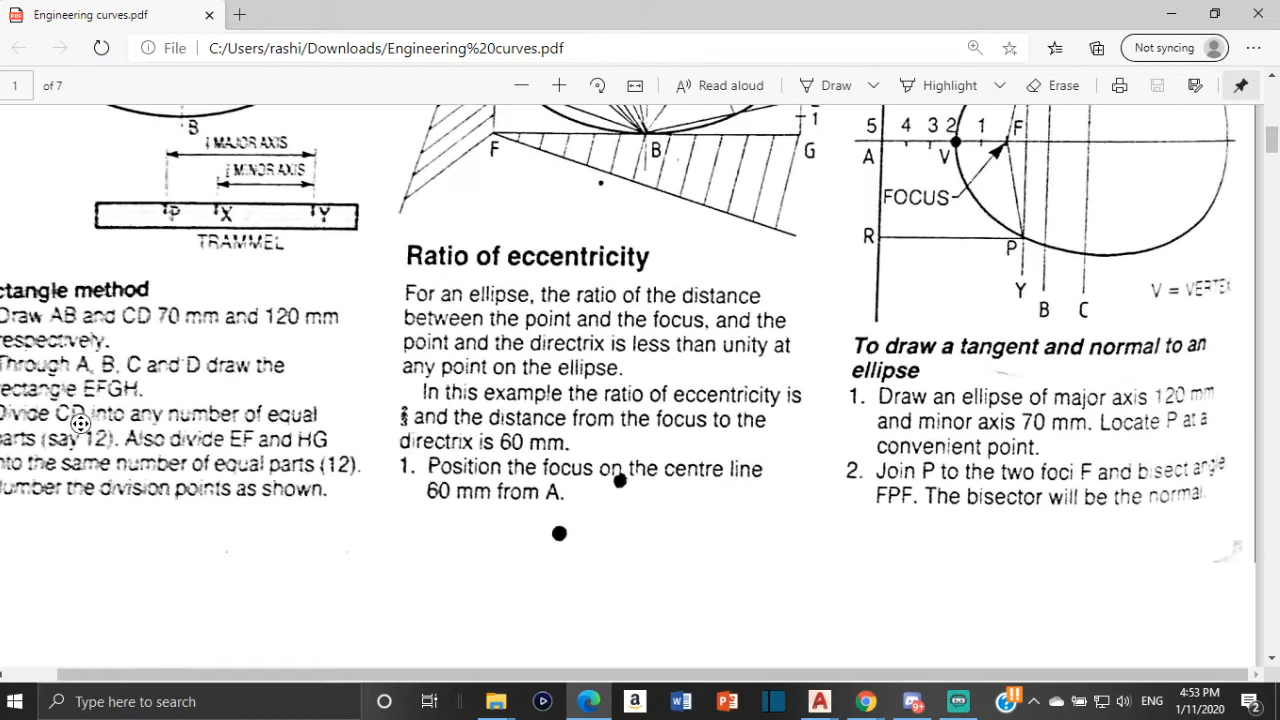 Engineering curves.pdf
File C:/Users/rashi/Downloads/Engineering%20curves.pdf
Not syncing
1 of 7
Read aloud
Draw
Highlight
Erase
B
MAJOR AXIS
MINOR AXIS
P X Y
TRAMMEL
ctangle method
Draw AB and CD 70 mm and 120 mm
respectively.
Through A, B, C and D draw the
rectangle EFGH.
Divide CD into any number of equal
parts (say 12). Also divide EF and HG
nto the same number of equal parts (12).
Number the division points as shown.
1
F B G
Ratio of eccentricity
For an ellipse, the ratio of the distance
between the point and the focus, and the
point and the directrix is less than unity at
any point on the ellipse.
In this example the ratio of eccentricity is
and the distance from the focus to the
directrix is 60 mm.
1. Position the focus on the centre line
60 mm from A.
5 4 3 2 1 F
A V
FOCUS
R P
Y B C
V = VERTEX
To draw a tangent and normal to an
ellipse
1. Draw an ellipse of major axis 120 mm
and minor axis 70 mm. Locate P at a
convenient point.
2. Join P to the two foci F and bisect angle
FPF. The bisector will be the normal.
Type here to search
9+
ENG
4:53 PM
1/11/2020
2